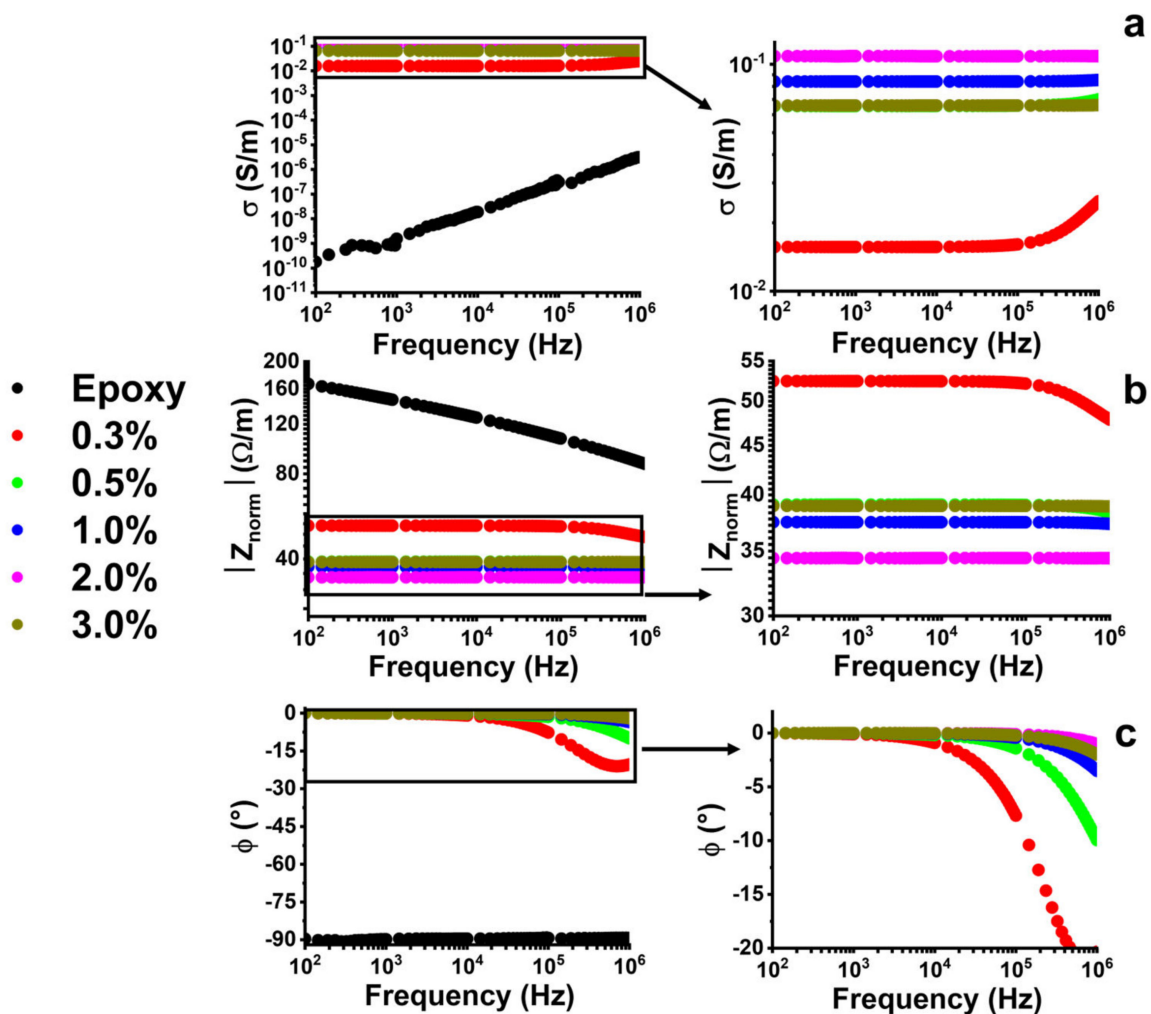 a
10⁻¹
10⁻²
10⁻³
10⁻⁴
10⁻⁵
10⁻⁶
10⁻⁷
10⁻⁸
10⁻⁹
10⁻¹⁰
10⁻¹¹
σ (S/m)
10² 10³ 10⁴ 10⁵ 10⁶
Frequency (Hz)
10⁻¹
10⁻²
σ (S/m)
10² 10³ 10⁴ 10⁵ 10⁶
Frequency (Hz)
Epoxy
0.3%
0.5%
1.0%
2.0%
3.0%
b
200
160
120
80
40
|Z_norm| (Ω/m)
10² 10³ 10⁴ 10⁵ 10⁶
Frequency (Hz)
55
50
45
40
35
30
|Z_norm| (Ω/m)
10² 10³ 10⁴ 10⁵ 10⁶
Frequency (Hz)
c
0
-15
-30
-45
-60
-75
-90
ϕ (°)
10² 10³ 10⁴ 10⁵ 10⁶
Frequency (Hz)
0
-5
-10
-15
-20
ϕ (°)
10² 10³ 10⁴ 10⁵ 10⁶
Frequency (Hz)